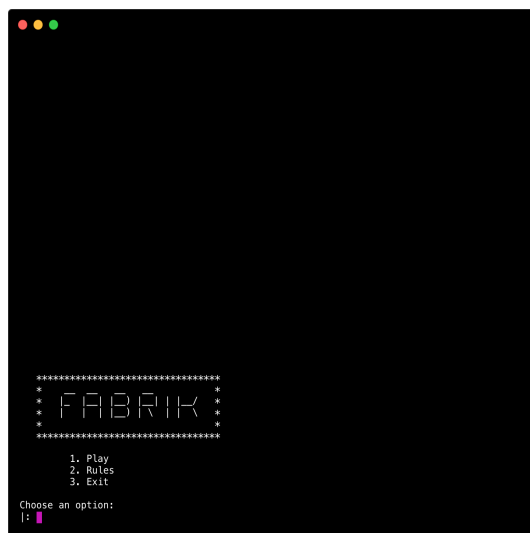 FABRIK
1. Play
2. Rules
3. Exit
Choose an option:
|: